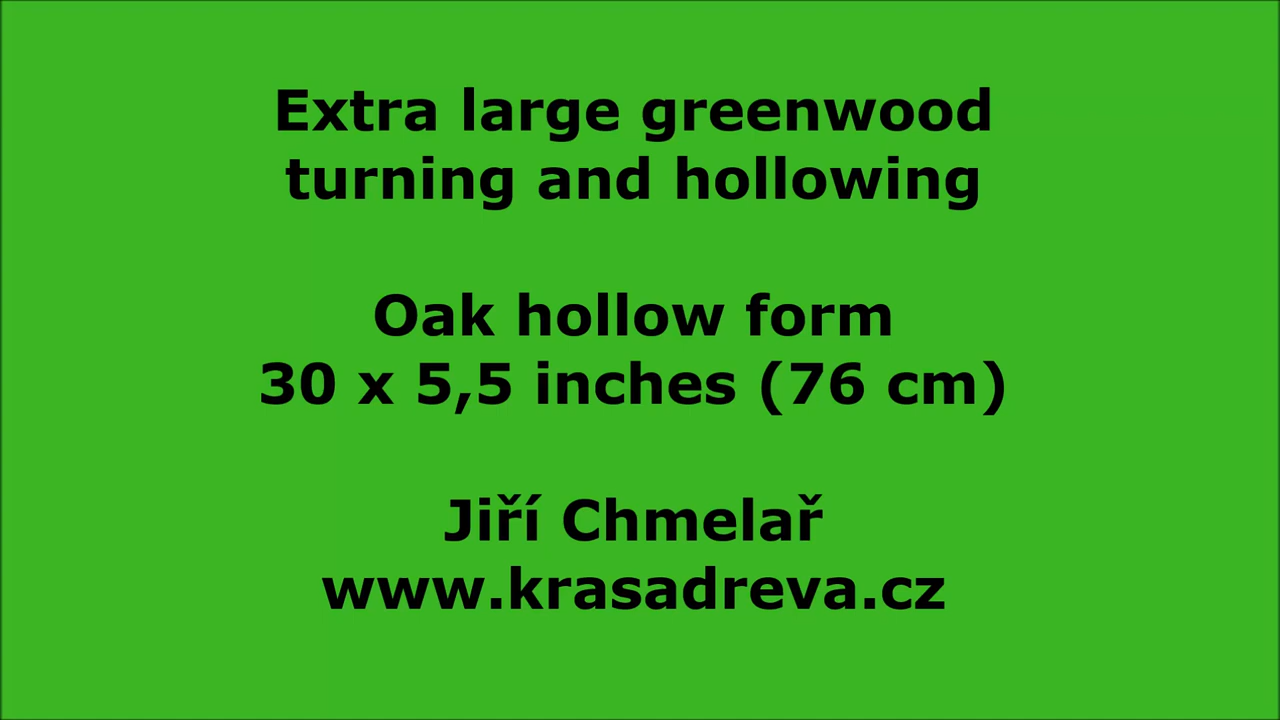 Extra large greenwood
turning and hollowing
Oak hollow form
30 x 5,5 inches (76 cm)
Jiří Chmelař
www.krasadreva.cz